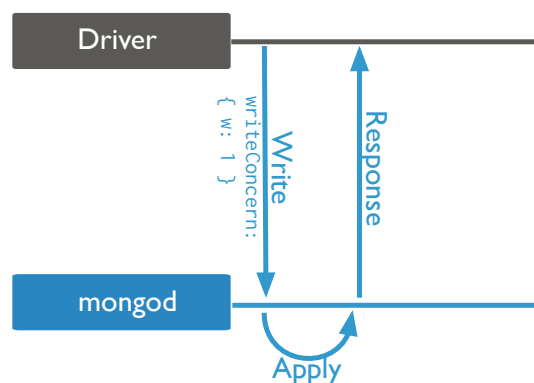 Driver
Write
writeConcern:
{ w: 1 }
Response
mongod
Apply